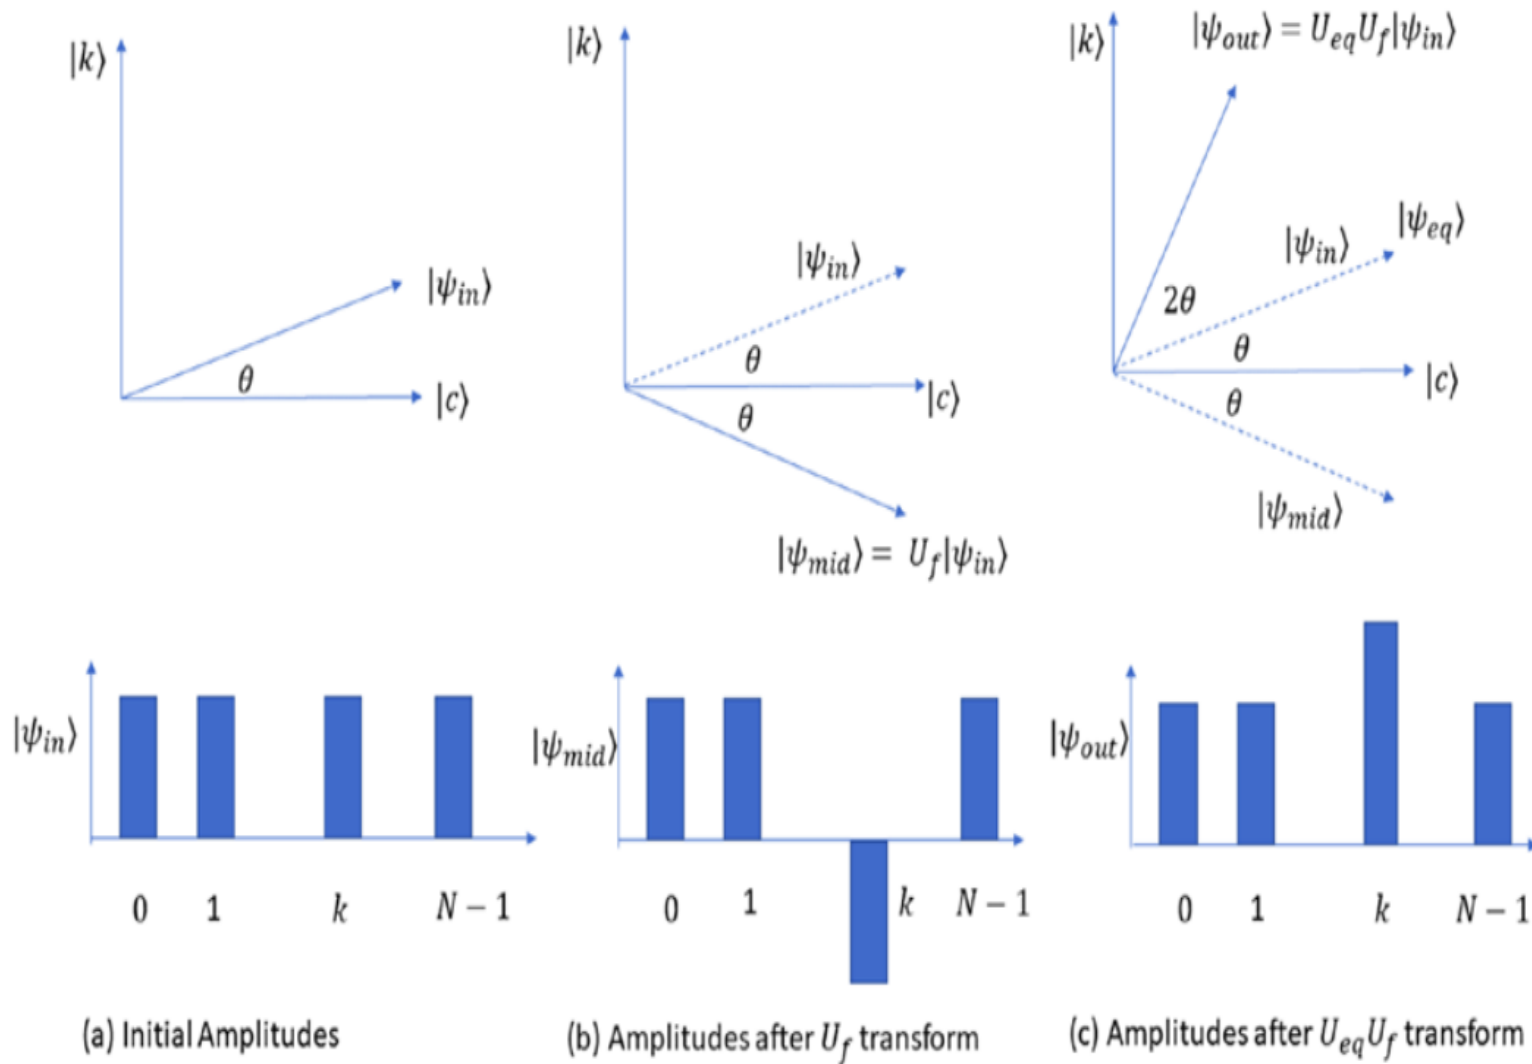 |k⟩
|ψin⟩
θ
|c⟩
|k⟩
|ψin⟩
θ
|c⟩
θ
|ψmid⟩ = Uf|ψin⟩
|k⟩
|ψout⟩ = UeqUf|ψin⟩
|ψeq⟩
|ψin⟩
2θ
θ
|c⟩
θ
|ψmid⟩
|ψin⟩
0 1 k N − 1
(a) Initial Amplitudes
|ψmid⟩
0 1 k N − 1
(b) Amplitudes after Uf transform
|ψout⟩
0 1 k N − 1
(c) Amplitudes after UeqUf transform